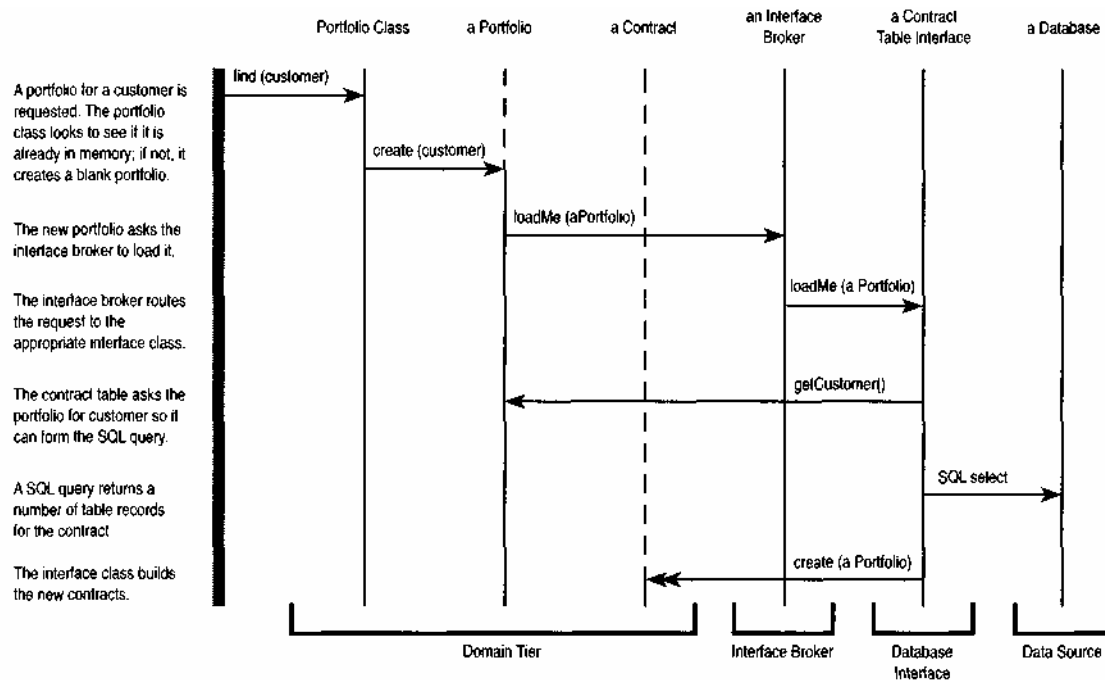 Portfolio Class
a Portfolio
a Contract
an Interface
Broker
a Contract
Table Interface
a Database
find (customer)
A portfolio for a customer is
requested. The portfolio
class looks to see if it is
already in memory; if not, it
creates a blank portfolio.
create (customer)
The new portfolio asks the
interface broker to load it.
loadMe (aPortfolio)
The interface broker routes
the request to the
appropriate interface class.
loadMe (a Portfolio)
The contract table asks the
portfolio for customer so it
can form the SQL query.
getCustomer()
A SQL query returns a
number of table records
for the contract
SQL select
The interface class builds
the new contracts.
create (a Portfolio)
Domain Tier
Interface Broker
Database
Interface
Data Source